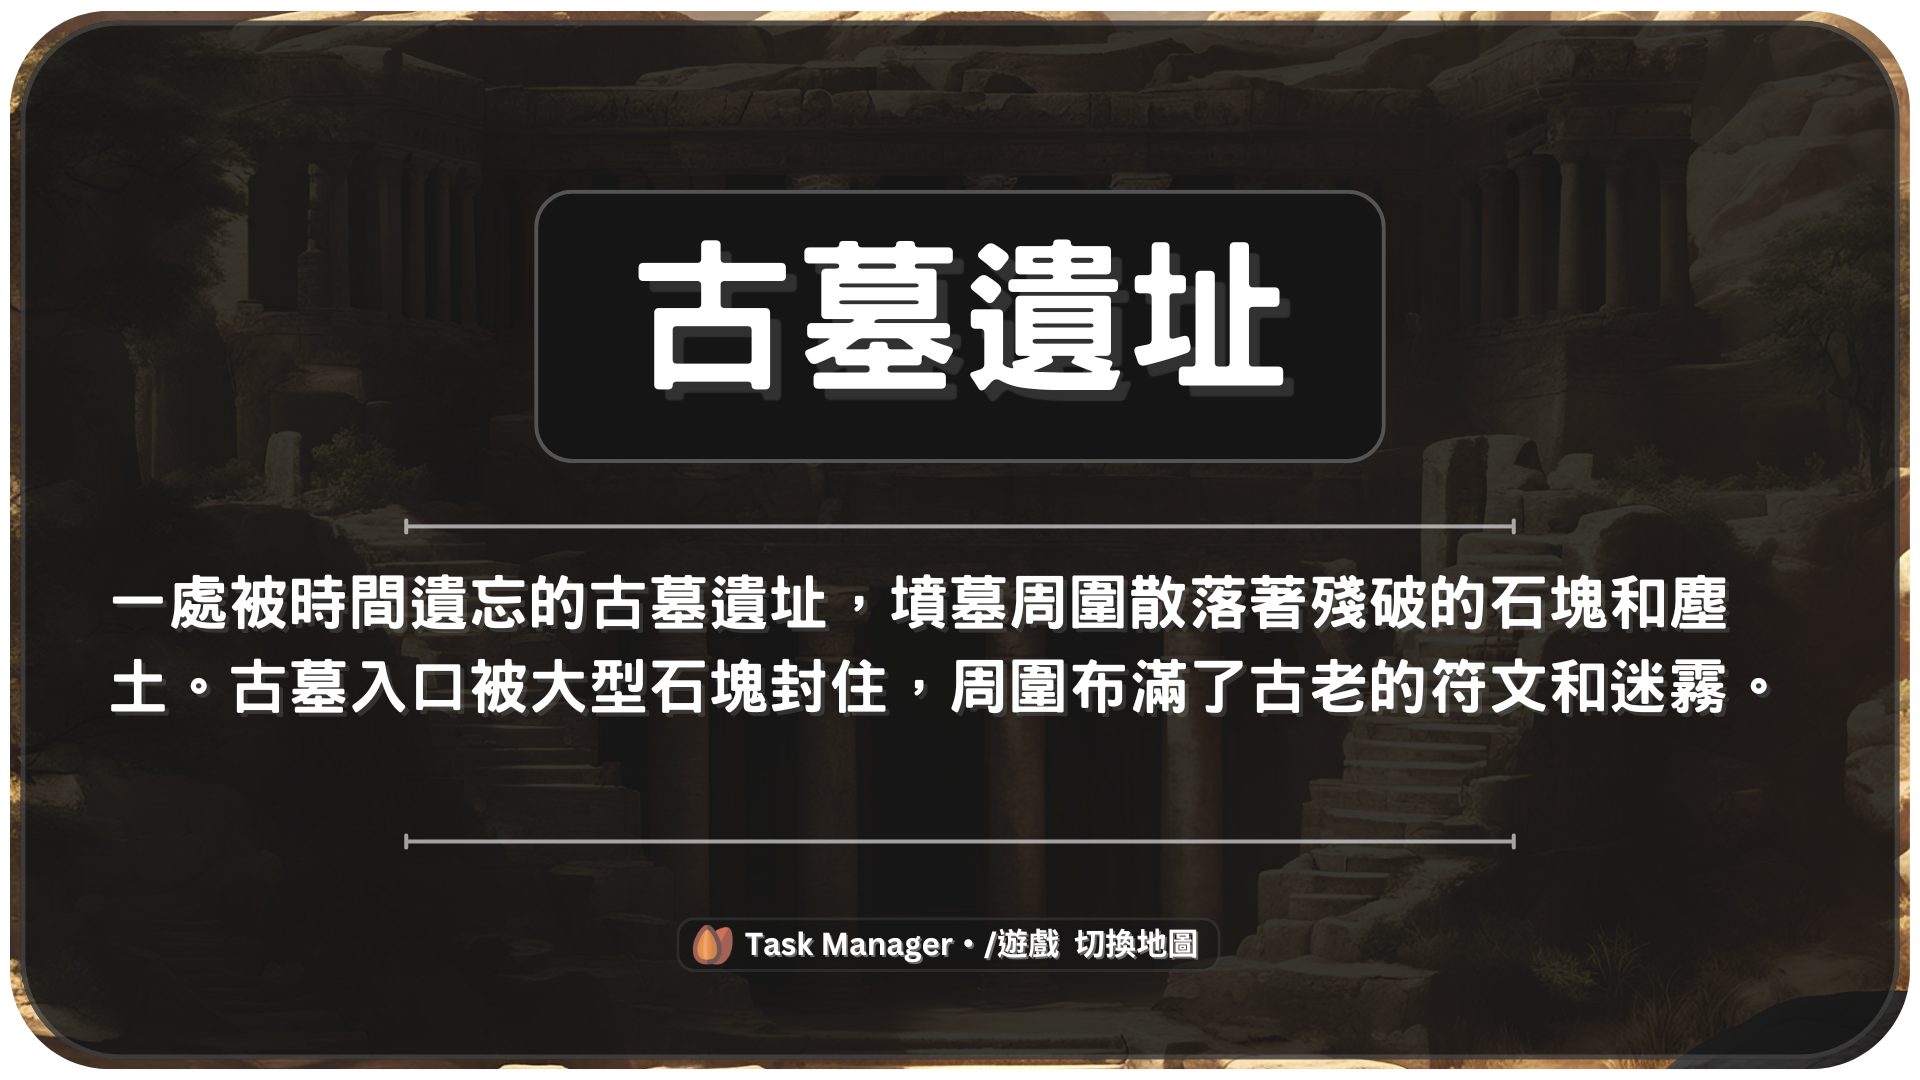 古墓遺址
一處被時間遺忘的古墓遺址，墳墓周圍散落著殘破的石塊和塵
土。古墓入口被大型石塊封住，周圍布滿了古老的符文和迷霧。
Task Manager • /遊戲 切換地圖